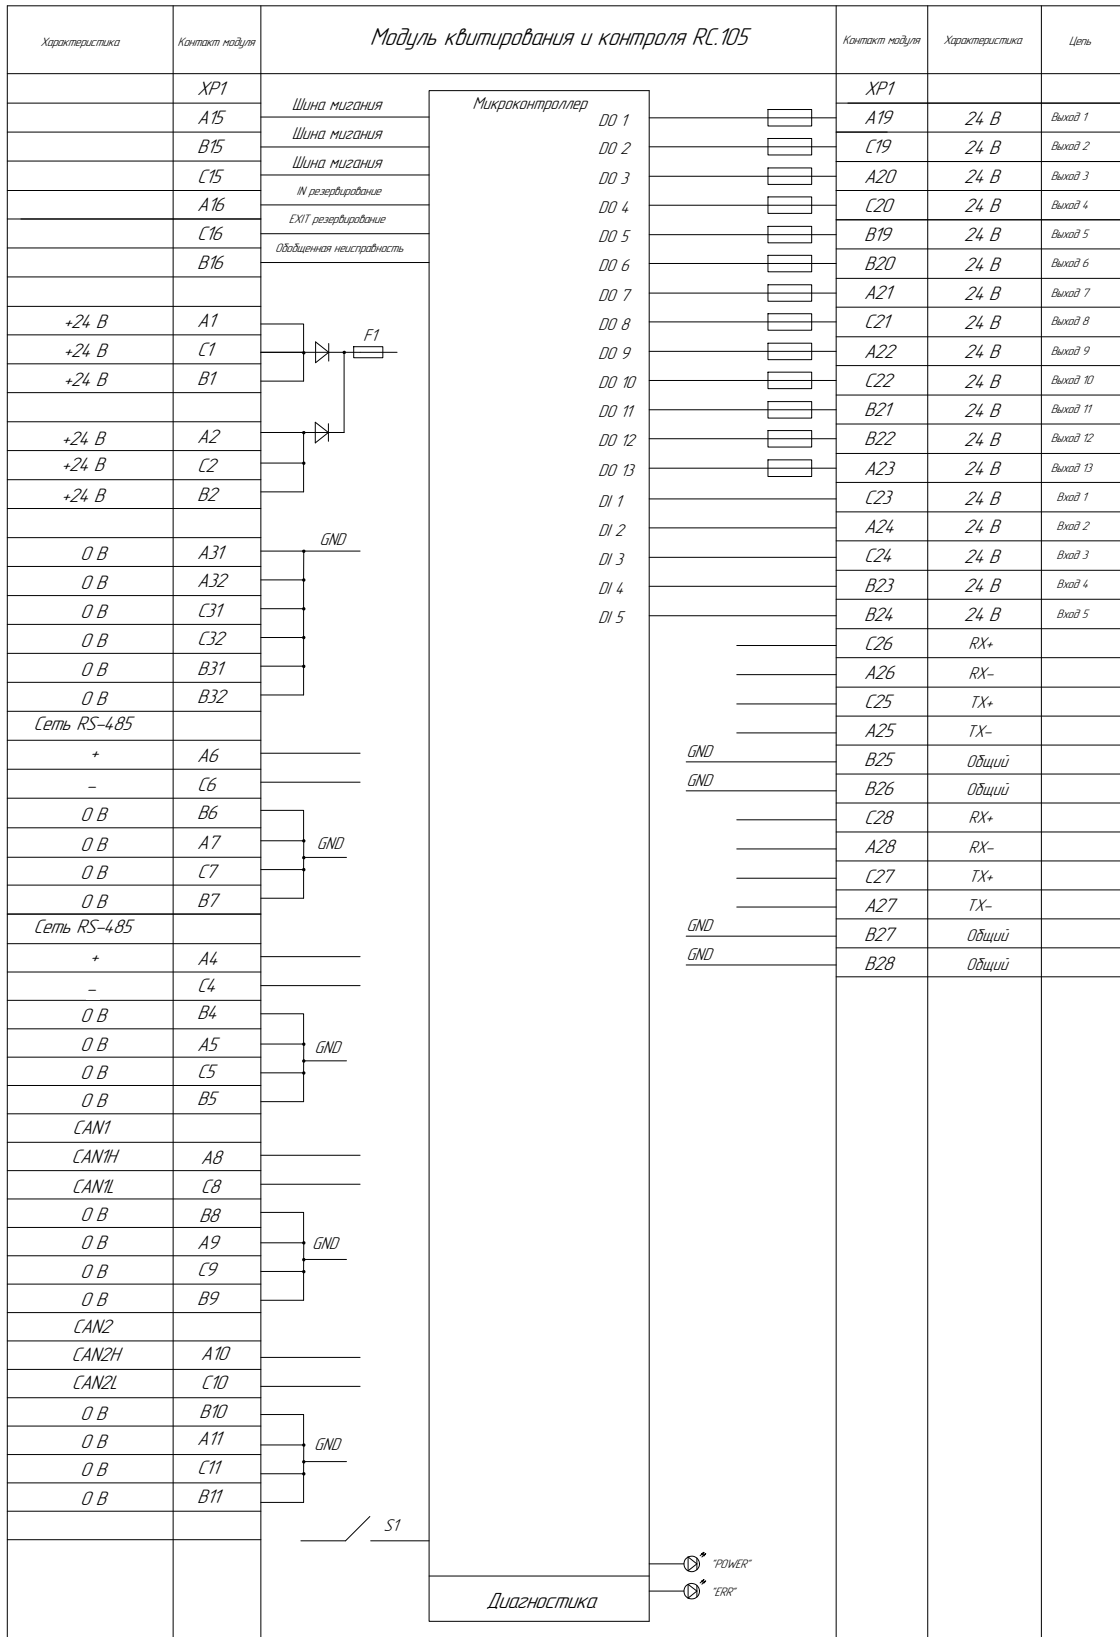 Характеристика Контакт модуля Модуль квитирования и контроля RC.105 Контакт модуля Характеристика Цепь
XP1
A15 Шина мигания
B15 Шина мигания
C15 Шина мигания
A16 IN резервирование
C16 EXIT резервирование
B16 Обобщенная неисправность
+24 В A1
+24 В C1
+24 В B1
F1
+24 В A2
+24 В C2
+24 В B2
GND
0 В A31
0 В A32
0 В C31
0 В C32
0 В B31
0 В B32
Сеть RS-485
+ A6
- C6
0 В B6
0 В A7
GND
0 В C7
0 В B7
Сеть RS-485
+ A4
- C4
0 В B4
0 В A5
GND
0 В C5
0 В B5
CAN1
CAN1H A8
CAN1L C8
0 В B8
0 В A9
GND
0 В C9
0 В B9
CAN2
CAN2H A10
CAN2L C10
0 В B10
0 В A11
GND
0 В C11
0 В B11
S1
Микроконтроллер
XP1
DO 1 A19 24 В Выход 1
DO 2 C19 24 В Выход 2
DO 3 A20 24 В Выход 3
DO 4 C20 24 В Выход 4
DO 5 B19 24 В Выход 5
DO 6 B20 24 В Выход 6
DO 7 A21 24 В Выход 7
DO 8 C21 24 В Выход 8
DO 9 A22 24 В Выход 9
DO 10 C22 24 В Выход 10
DO 11 B21 24 В Выход 11
DO 12 B22 24 В Выход 12
DO 13 A23 24 В Выход 13
DI 1 C23 24 В Вход 1
DI 2 A24 24 В Вход 2
DI 3 C24 24 В Вход 3
DI 4 B23 24 В Вход 4
DI 5 B24 24 В Вход 5
C26 RX+
A26 RX-
C25 TX+
A25 TX-
GND B25 Общий
GND B26 Общий
C28 RX+
A28 RX-
C27 TX+
A27 TX-
GND B27 Общий
GND B28 Общий
"POWER"
"ERR"
Диагностика